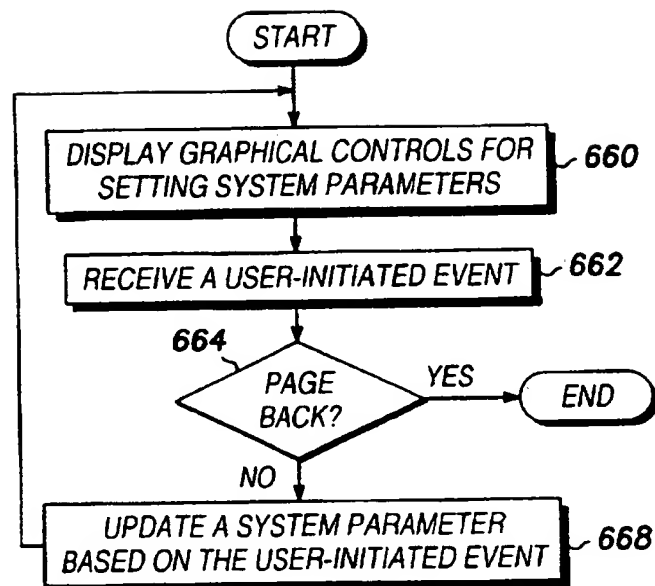 START
DISPLAY GRAPHICAL CONTROLS FOR
SETTING SYSTEM PARAMETERS
660
RECEIVE A USER-INITIATED EVENT
662
664
PAGE
BACK?
YES
END
NO
UPDATE A SYSTEM PARAMETER
BASED ON THE USER-INITIATED EVENT
668